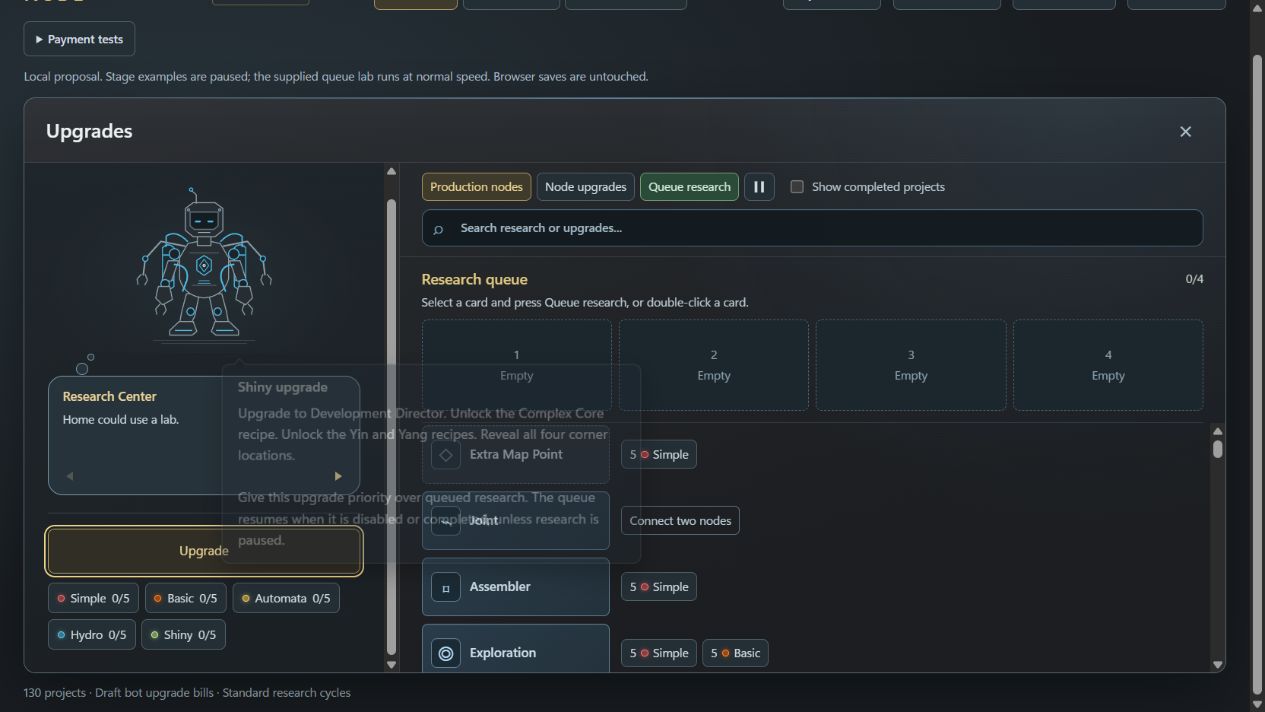 Payment tests
Local proposal. Stage examples are paused; the supplied queue lab runs at normal speed. Browser saves are untouched.
Upgrades
Production nodes
Node upgrades
Queue research
Show completed projects
Search research or upgrades...
Research queue
0/4
Select a card and press Queue research, or double-click a card.
1
Empty
2
Empty
3
Empty
4
Empty
Research Center
Home could use a lab.
Shiny upgrade
Upgrade to Development Director. Unlock the Complex Core
recipe. Unlock the Yin and Yang recipes. Reveal all four corner
locations.
Give this upgrade priority over queued research. The queue
resumes when it is disabled or completed, unless research is
paused.
Extra Map Point
5 Simple
Joint
Connect two nodes
Assembler
5 Simple
Exploration
5 Simple
5 Basic
Upgrade
Simple 0/5
Basic 0/5
Automata 0/5
Hydro 0/5
Shiny 0/5
130 projects · Draft bot upgrade bills · Standard research cycles